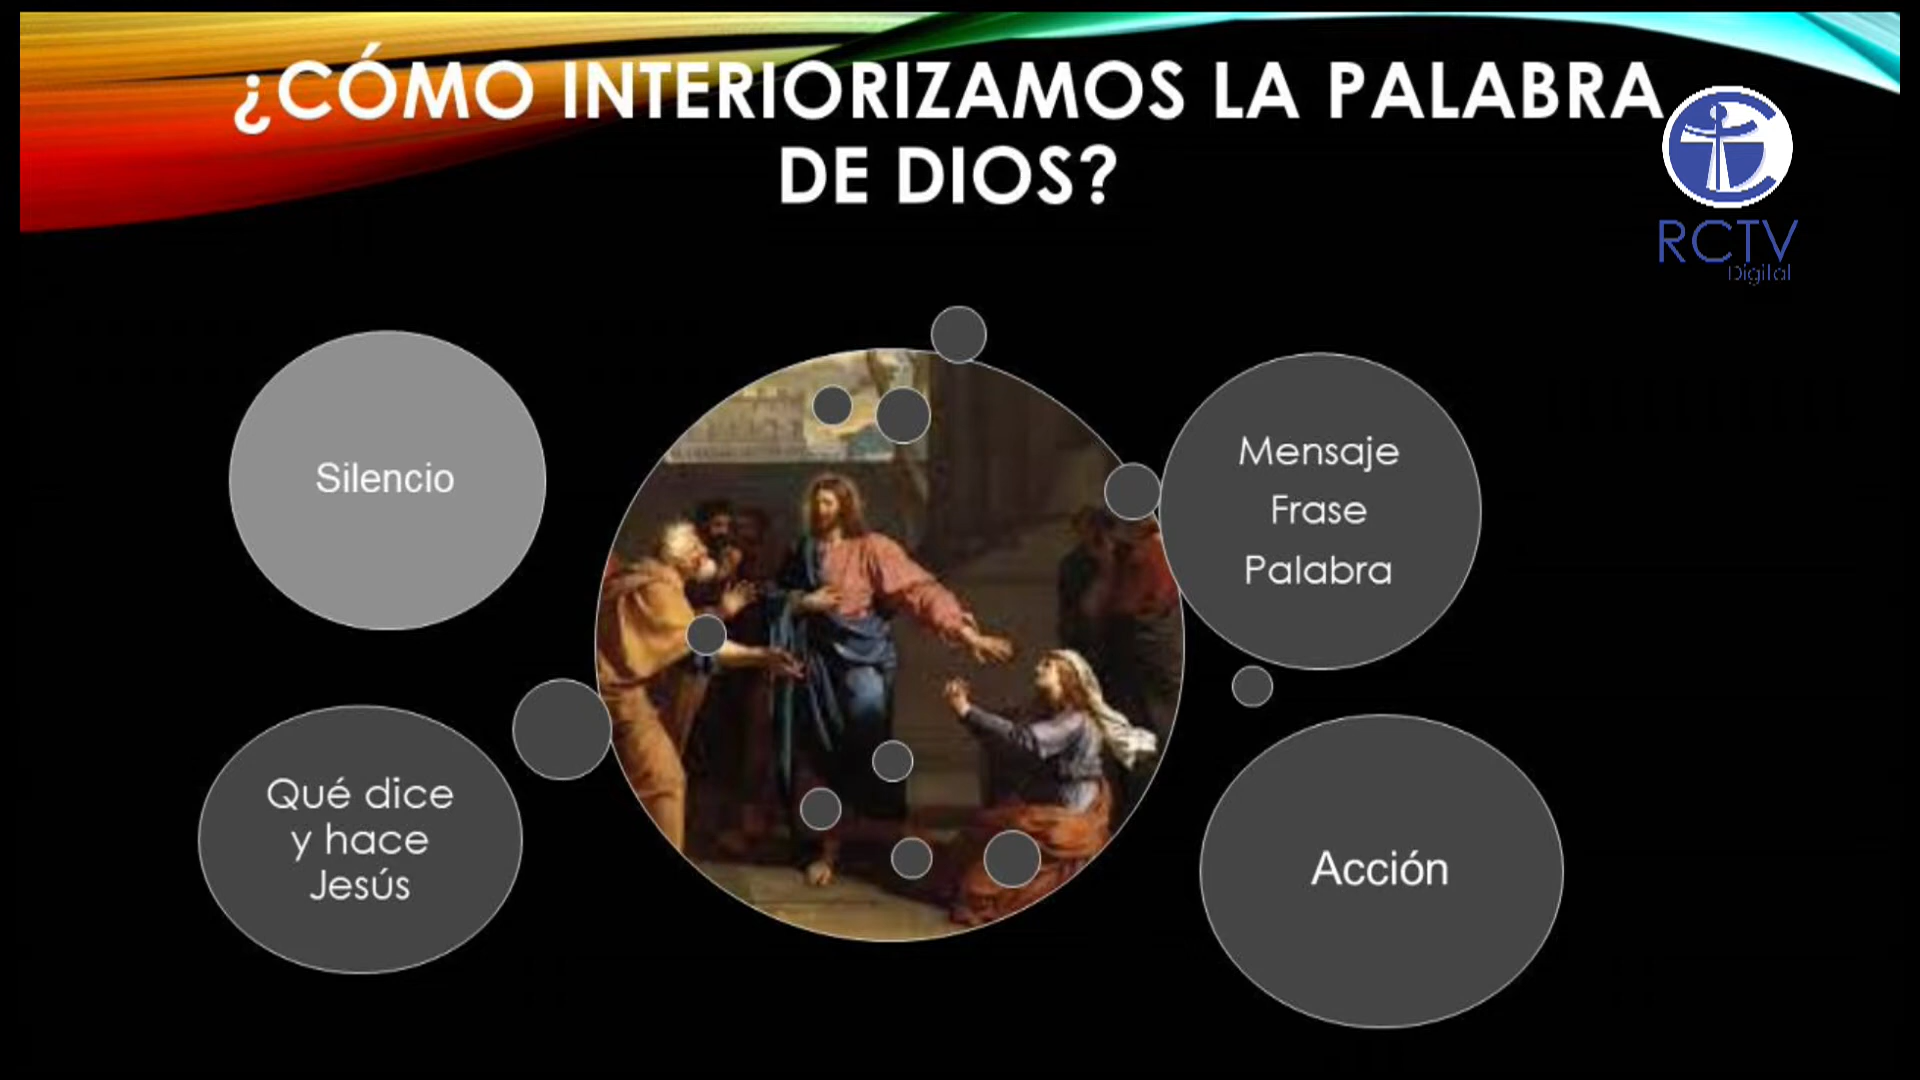 ¿CÓMO INTERIORIZAMOS LA PALABRA
DE DIOS?
RCTV
Digital
Silencio
Mensaje
Frase
Palabra
Qué dice
y hace
Jesús
Acción